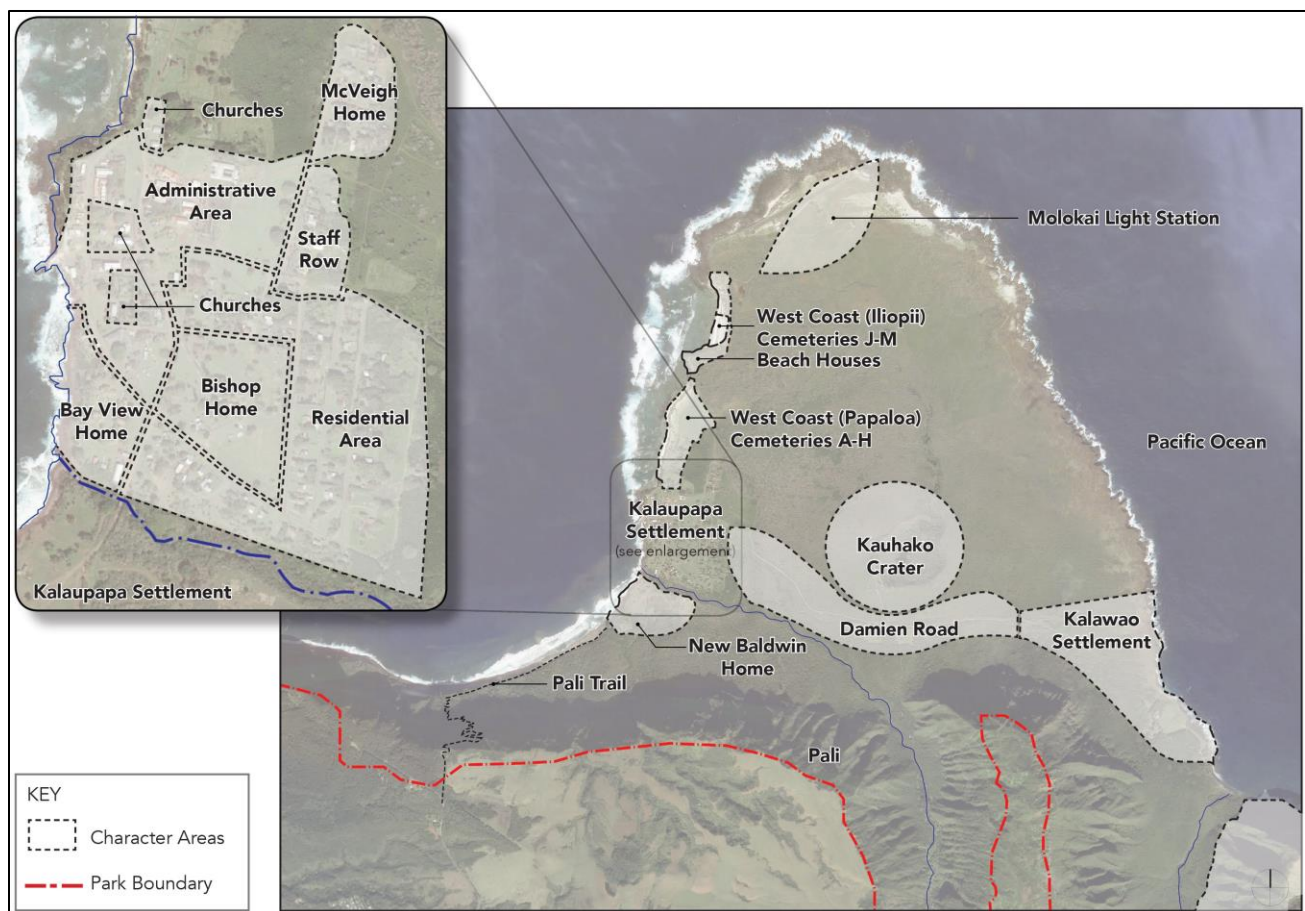 McVeigh
Home
Churches
Administrative
Area
Staff
Row
Churches
Bishop
Home
Bay View
Home
Residential
Area
Kalaupapa Settlement
Molokai Light Station
West Coast (Iliopii)
Cemeteries J-M
Beach Houses
West Coast (Papaloa)
Cemeteries A-H
Pacific Ocean
Kalaupapa
Settlement
(see enlargement)
Kauhako
Crater
Damien Road
Kalawao
Settlement
New Baldwin
Home
Pali Trail
Pali
KEY
Character Areas
Park Boundary